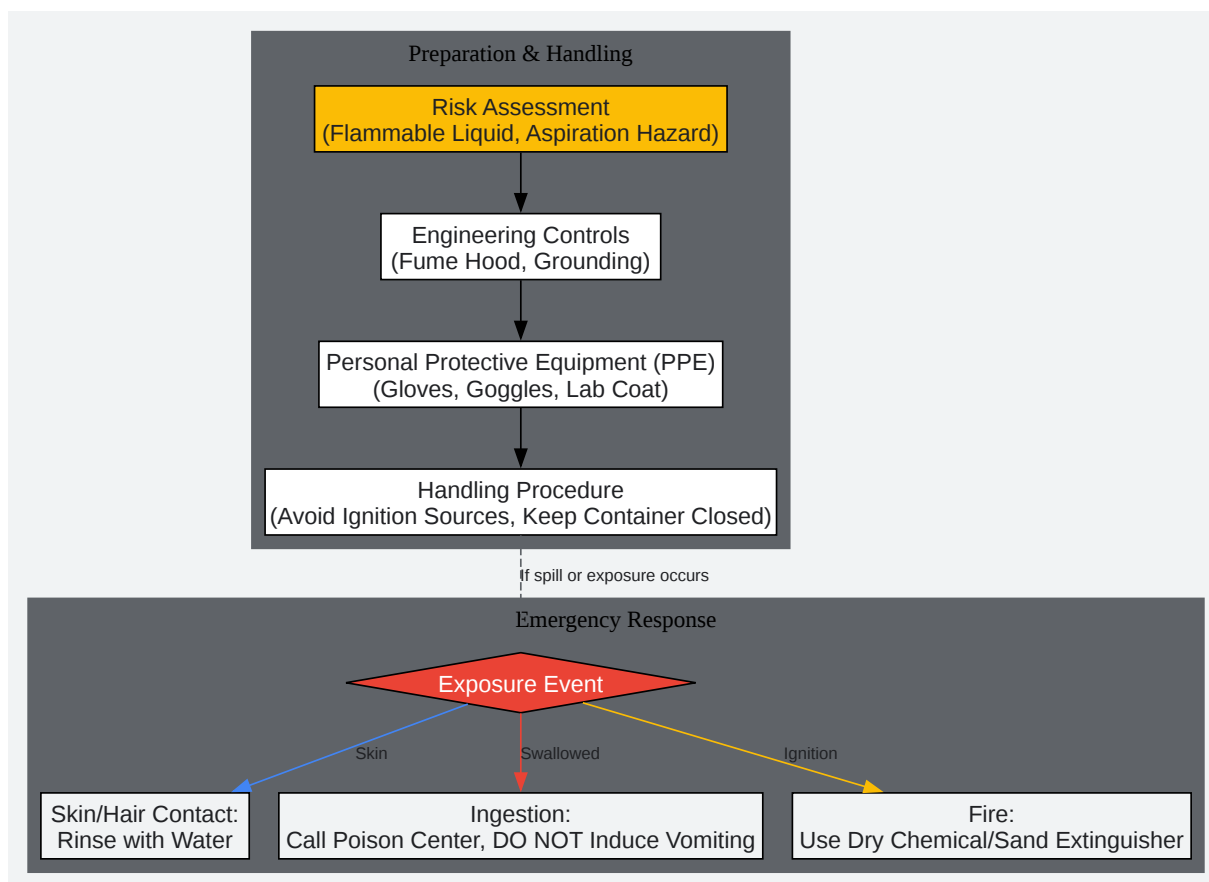 Preparation & Handling
Risk Assessment
(Flammable Liquid, Aspiration Hazard)
Engineering Controls
(Fume Hood, Grounding)
Personal Protective Equipment (PPE)
(Gloves, Goggles, Lab Coat)
Handling Procedure
(Avoid Ignition Sources, Keep Container Closed)
If spill or exposure occurs
Emergency Response
Exposure Event
Skin
Swallowed
Ignition
Skin/Hair Contact:
Rinse with Water
Ingestion:
Call Poison Center, DO NOT Induce Vomiting
Fire:
Use Dry Chemical/Sand Extinguisher